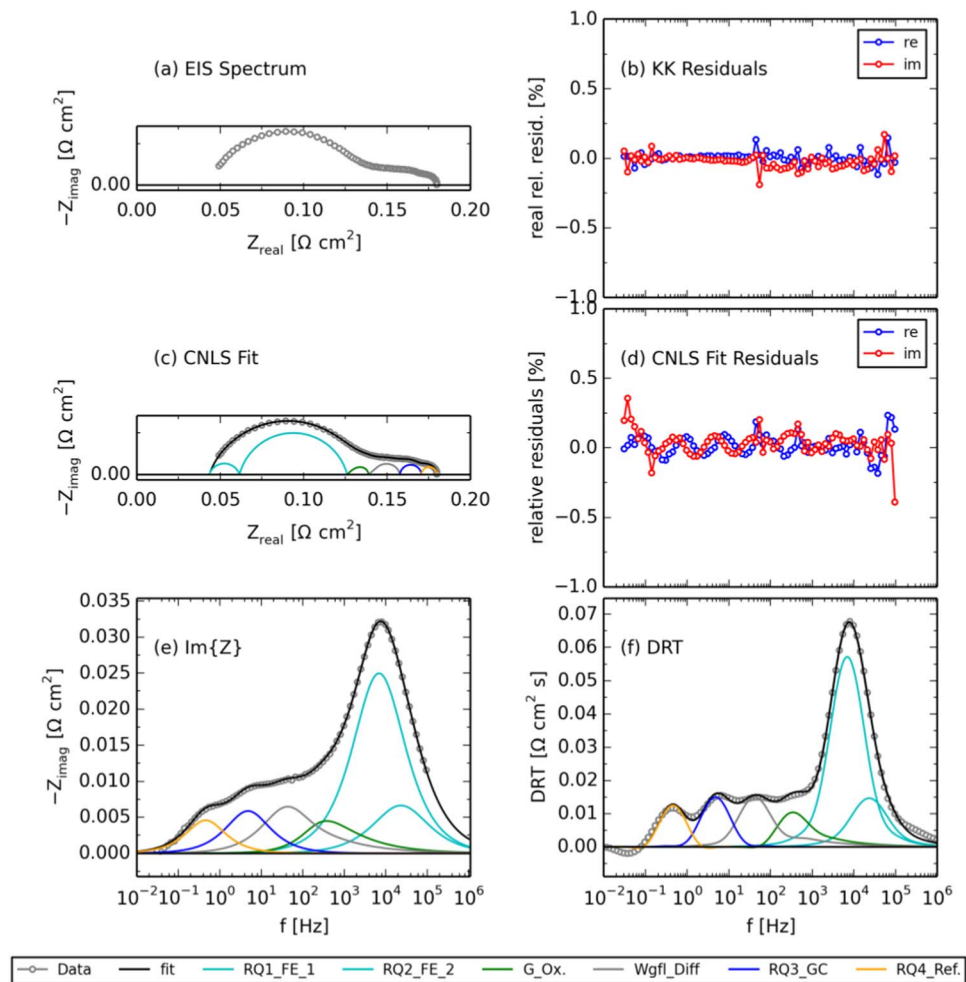 (a) EIS Spectrum
−Z_imag [Ω cm²]
0.00
0.00 0.05 0.10 0.15 0.20
Z_real [Ω cm²]
(b) KK Residuals
re
im
real rel. resid. [%]
1.0
0.5
0.0
−0.5
−1.0
(c) CNLS Fit
−Z_imag [Ω cm²]
0.00
0.00 0.05 0.10 0.15 0.20
Z_real [Ω cm²]
(d) CNLS Fit Residuals
re
im
relative residuals [%]
1.0
0.5
0.0
−0.5
−1.0
(e) Im{Z}
−Z_imag [Ω cm²]
0.035
0.030
0.025
0.020
0.015
0.010
0.005
0.000
10⁻² 10⁻¹ 10⁰ 10¹ 10² 10³ 10⁴ 10⁵ 10⁶
f [Hz]
(f) DRT
DRT [Ω cm² s]
0.07
0.06
0.05
0.04
0.03
0.02
0.01
0.00
10⁻² 10⁻¹ 10⁰ 10¹ 10² 10³ 10⁴ 10⁵ 10⁶
f [Hz]
Data fit RQ1_FE_1 RQ2_FE_2 G_Ox. Wgfl_Diff RQ3_GC RQ4_Ref.